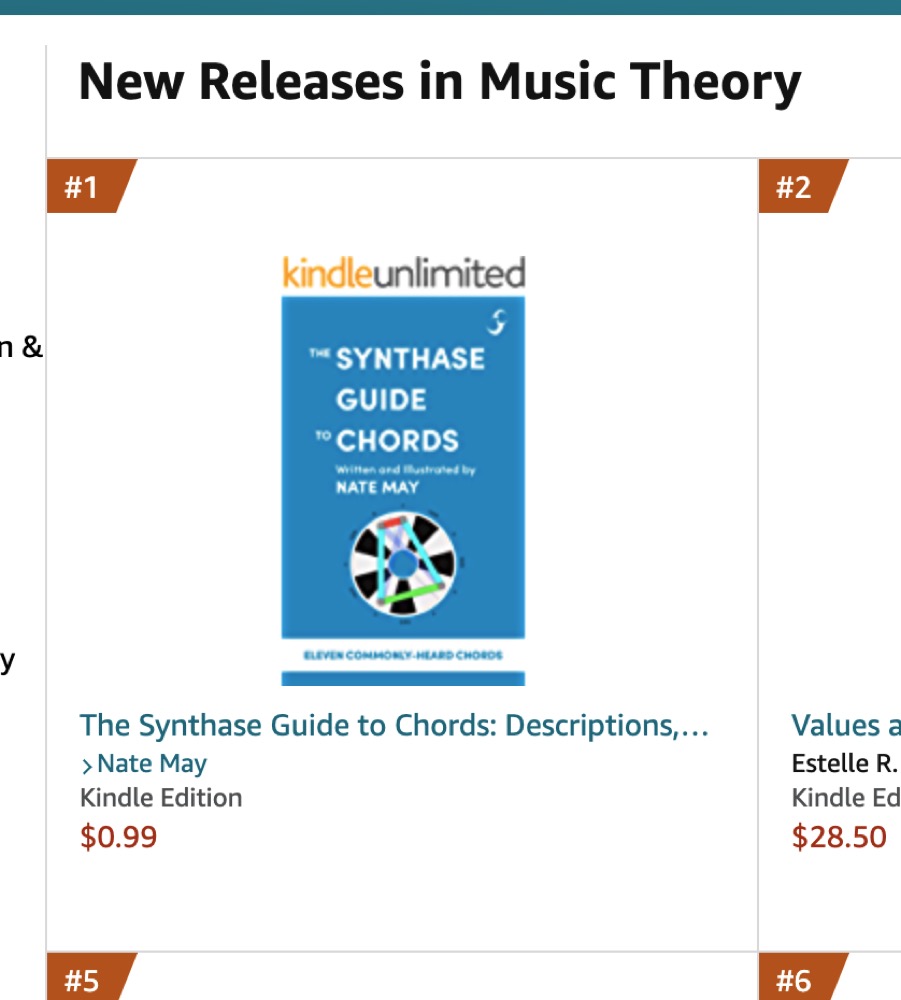 New Releases in Music Theory
#1
#2
kindleunlimited
THE SYNTHASE
GUIDE
TO CHORDS
Written and Illustrated by
NATE MAY
ELEVEN COMMONLY-HEARD CHORDS
n &
y
The Synthase Guide to Chords: Descriptions,...
› Nate May
Kindle Edition
$0.99
Values a
Estelle R.
Kindle Ed
$28.50
#5
#6